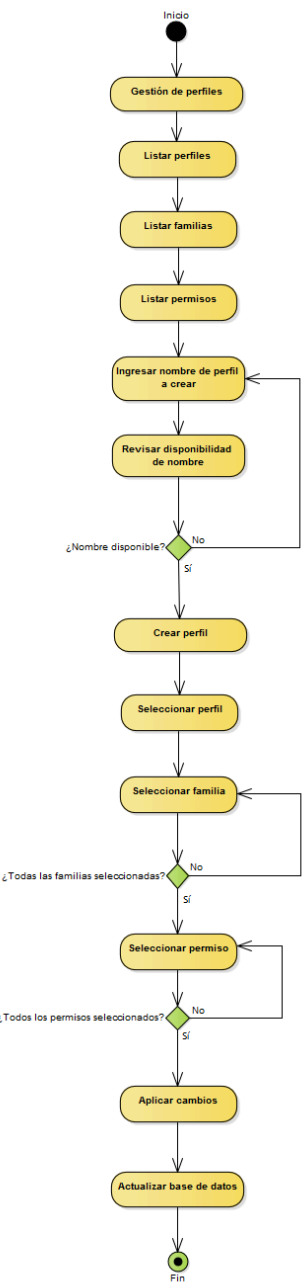 Inicio
Gestión de perfiles
Listar perfiles
Listar familias
Listar permisos
Ingresar nombre de perfil
a crear
Revisar disponibilidad
de nombre
¿Nombre disponible?
No
Sí
Crear perfil
Seleccionar perfil
Seleccionar familia
¿Todas las familias seleccionadas?
No
Sí
Seleccionar permiso
¿Todos los permisos seleccionados?
No
Sí
Aplicar cambios
Actualizar base de datos
Fin